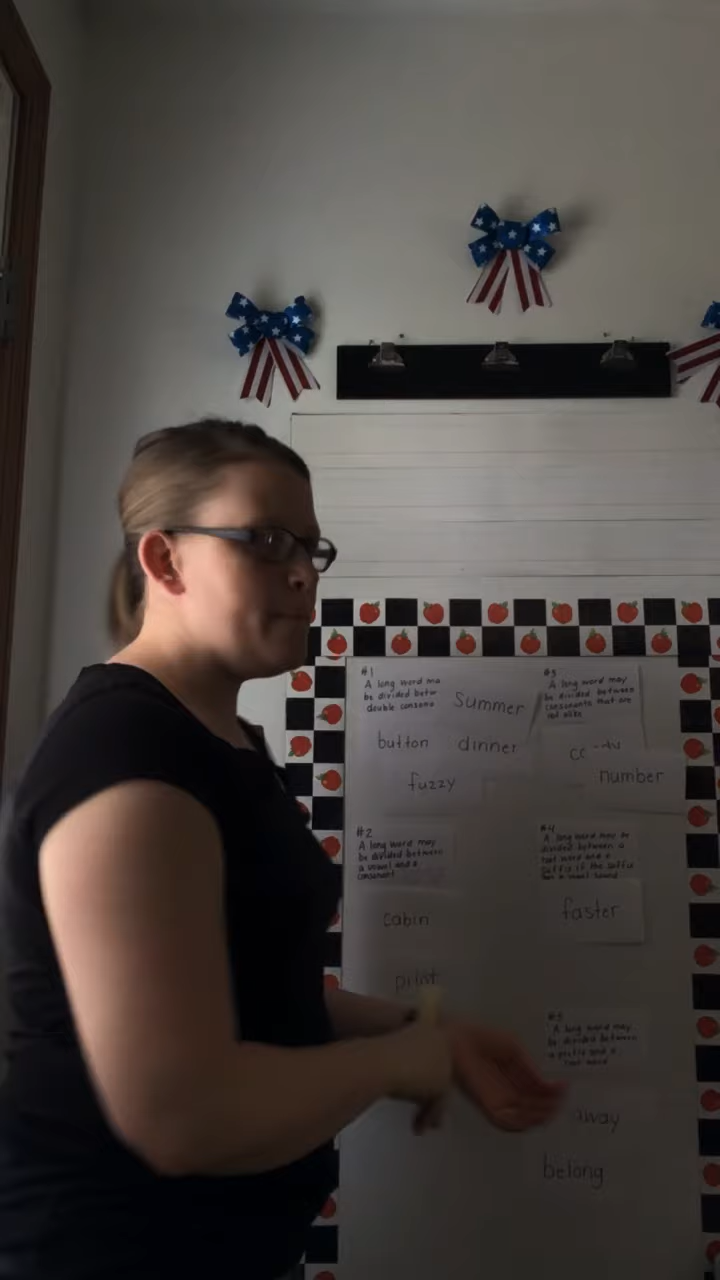 #1
A long word ma
be divided betw
double consona
Summer
button
dinner
fuzzy
#3
A long word may
be divided between
consonants that are
not alike
number
#2
A long word may
be divided between
a vowel and a
consonant
cabin
#4
A long word may be
divided between a
root word and a
suffix if the suffix
has a vowel sound
faster
#5
A long word may
be divided between
a prefix and a
root word
away
belong